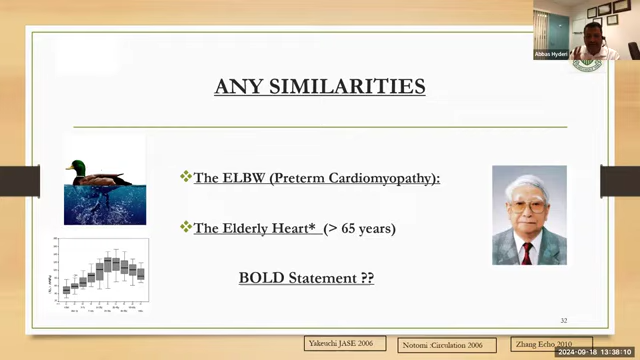 Abbas Hyderi
ANY SIMILARITIES
The ELBW (Preterm Cardiomyopathy):
The Elderly Heart* (> 65 years)
BOLD Statement ??
32
Yakeuchi JASE 2006
Notomi :Circulation 2006
Zhang Echo 2010
2024-09-18 13:38:10